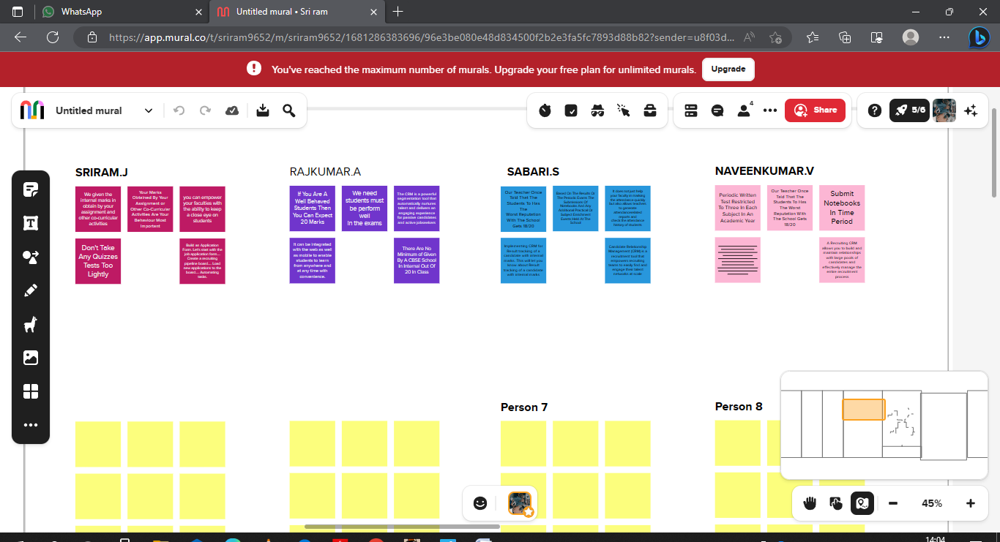 WhatsApp
Untitled mural • Sri ram
https://app.mural.co/t/sriram9652/m/sriram9652/1681286383696/96e3be080e48d834500f2b2e3fa5fc7893d88b82?sender=u8f03d...
You've reached the maximum number of murals. Upgrade your free plan for unlimited murals.
Upgrade
Untitled mural
4
Share
5/6
SRIRAM.J
We given the
internal marks in
obtain by your
assignment and
other co-curricular
activities
Your Marks
Obtained By Your
Assignment or
Other Co-Curricular
Activities Are Your
Behaviour Most
Important
you can empower
your faculties with
the ability to keep
a close eye on
students
Don't Take
Any Quizzes
Tests Too
Lightly
Build an Application
Form. Let's start with the
job application form....
Create a recruiting
pipeline board.... Load
new applications to the
board.... Automating
tasks.
RAJKUMAR.A
If You Are A
Well Behaved
Students Then
You Can Expect
20 Marks
We need
students must
be perform
well
in the exams
The CRM is a powerful
segmentation tool that
automatically nurtures
talent and delivers an
engaging experience
for passive candidates
and active jobseekers
It can be Integrated
with the web as well
as mobile to enable
students to learn
from anywhere and
at any time with
convenience.
There Are No
Minimum of Given
By A CBSE School
In Internal Out Of
20 In Class
SABARI.S
Our Teacher Once
Told That The
Students To Has
The
Worst Reputation
With The School
Gets 18/20
Based On The Results Of
The Periodic Exams The
Submissions Of
Notebooks And Any
Additional Practical Or
Subject Enrichment
Events Held At The
School
It does not just help
your faculty in marking
the attendance quickly
but also allows teachers
to generate
attendance-related
reports and
check the attendance
history of students
Implementing CRM for
Result tracking of a
candidate with internal
marks. This will let you
know about Result
tracking of a candidate
with internal marks
Candidate Relationship
Management (CRM) is a
recruitment tool that
empowers recruiting
teams to easily find and
engage their talent
networks at scale
NAVEENKUMAR.V
Periodic Written
Test Restricted
To Three In Each
Subject In An
Academic Year
Our Teacher Once
Told That The
Students To Has
The Worst
Reputation With
The School Gets
18/20
Submit
Notebooks
In Time
Period
A Recruiting CRM
allows you to build and
maintain relationships
with large pools of
candidates and
effectively manage the
entire recruitment
process
Person 7
Person 8
45%
14:04